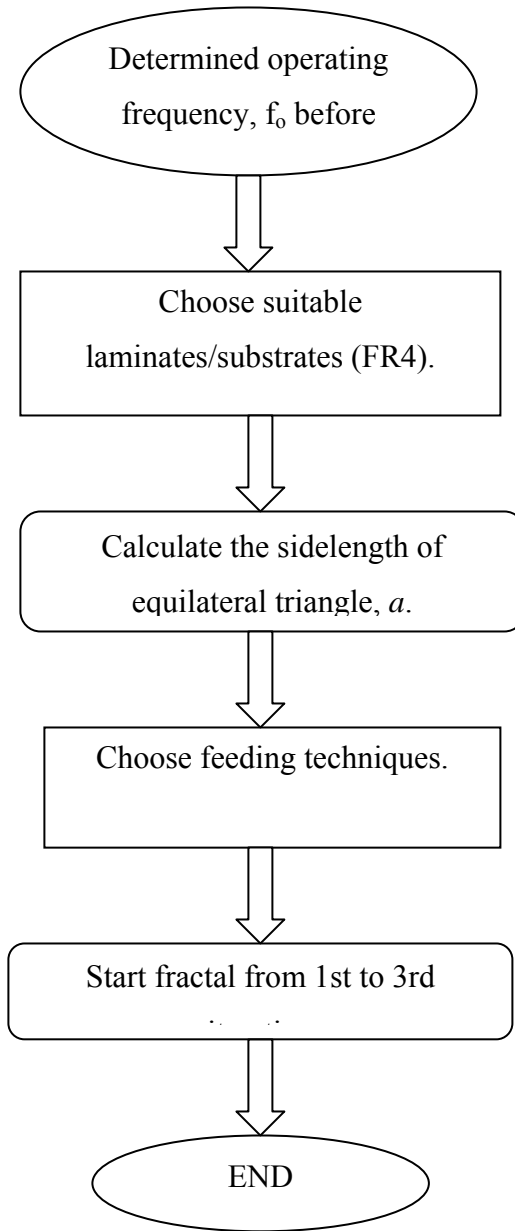 Determined operating
frequency, fo before
Choose suitable
laminates/substrates (FR4).
Calculate the sidelength of
equilateral triangle, a.
Choose feeding techniques.
Start fractal from 1st to 3rd
END